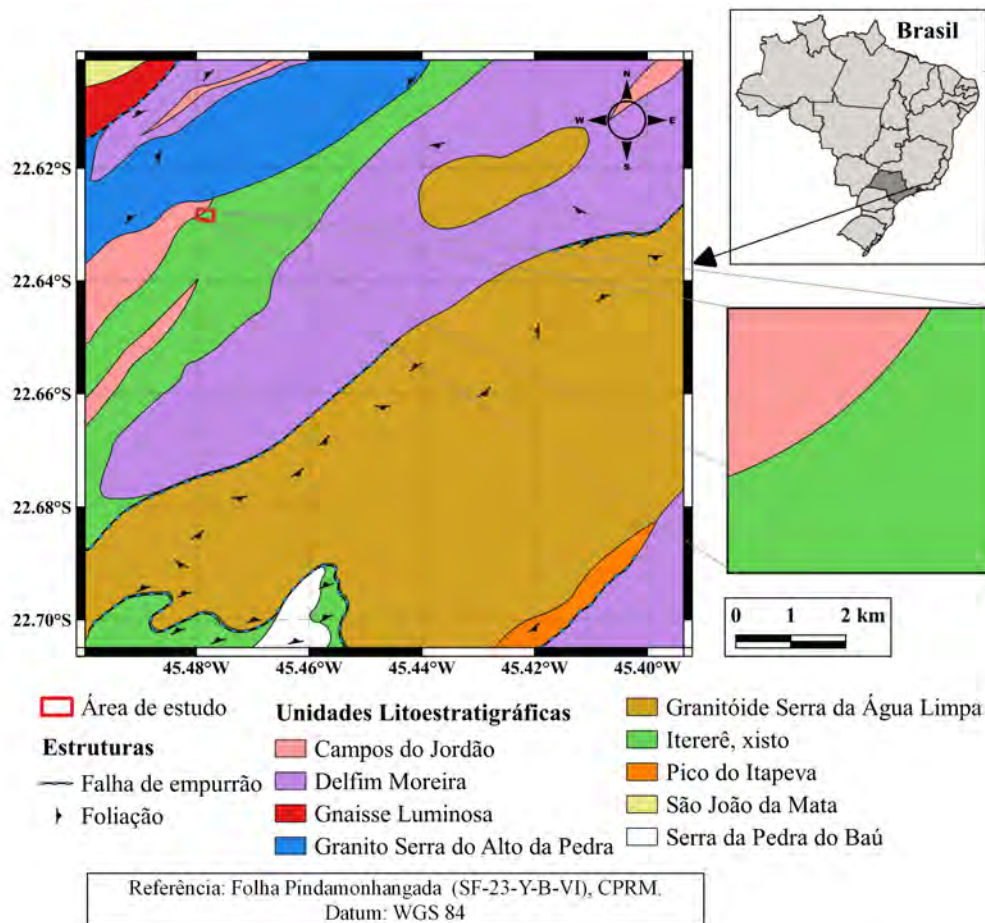 Brasil
N
W
E
S
22.62°S
22.64°S
22.66°S
22.68°S
22.70°S
45.48°W
45.46°W
45.44°W
45.42°W
45.40°W
0 1 2 km
Área de estudo
Estruturas
Falha de empurrão
Foliação
Unidades Litoestratigráficas
Campos do Jordão
Delfim Moreira
Gnaisse Luminosa
Granito Serra do Alto da Pedra
Granitóide Serra da Água Limpa
Itererê, xisto
Pico do Itapeva
São João da Mata
Serra da Pedra do Baú
Referência: Folha Pindamonhangada (SF-23-Y-B-VI), CPRM.
Datum: WGS 84